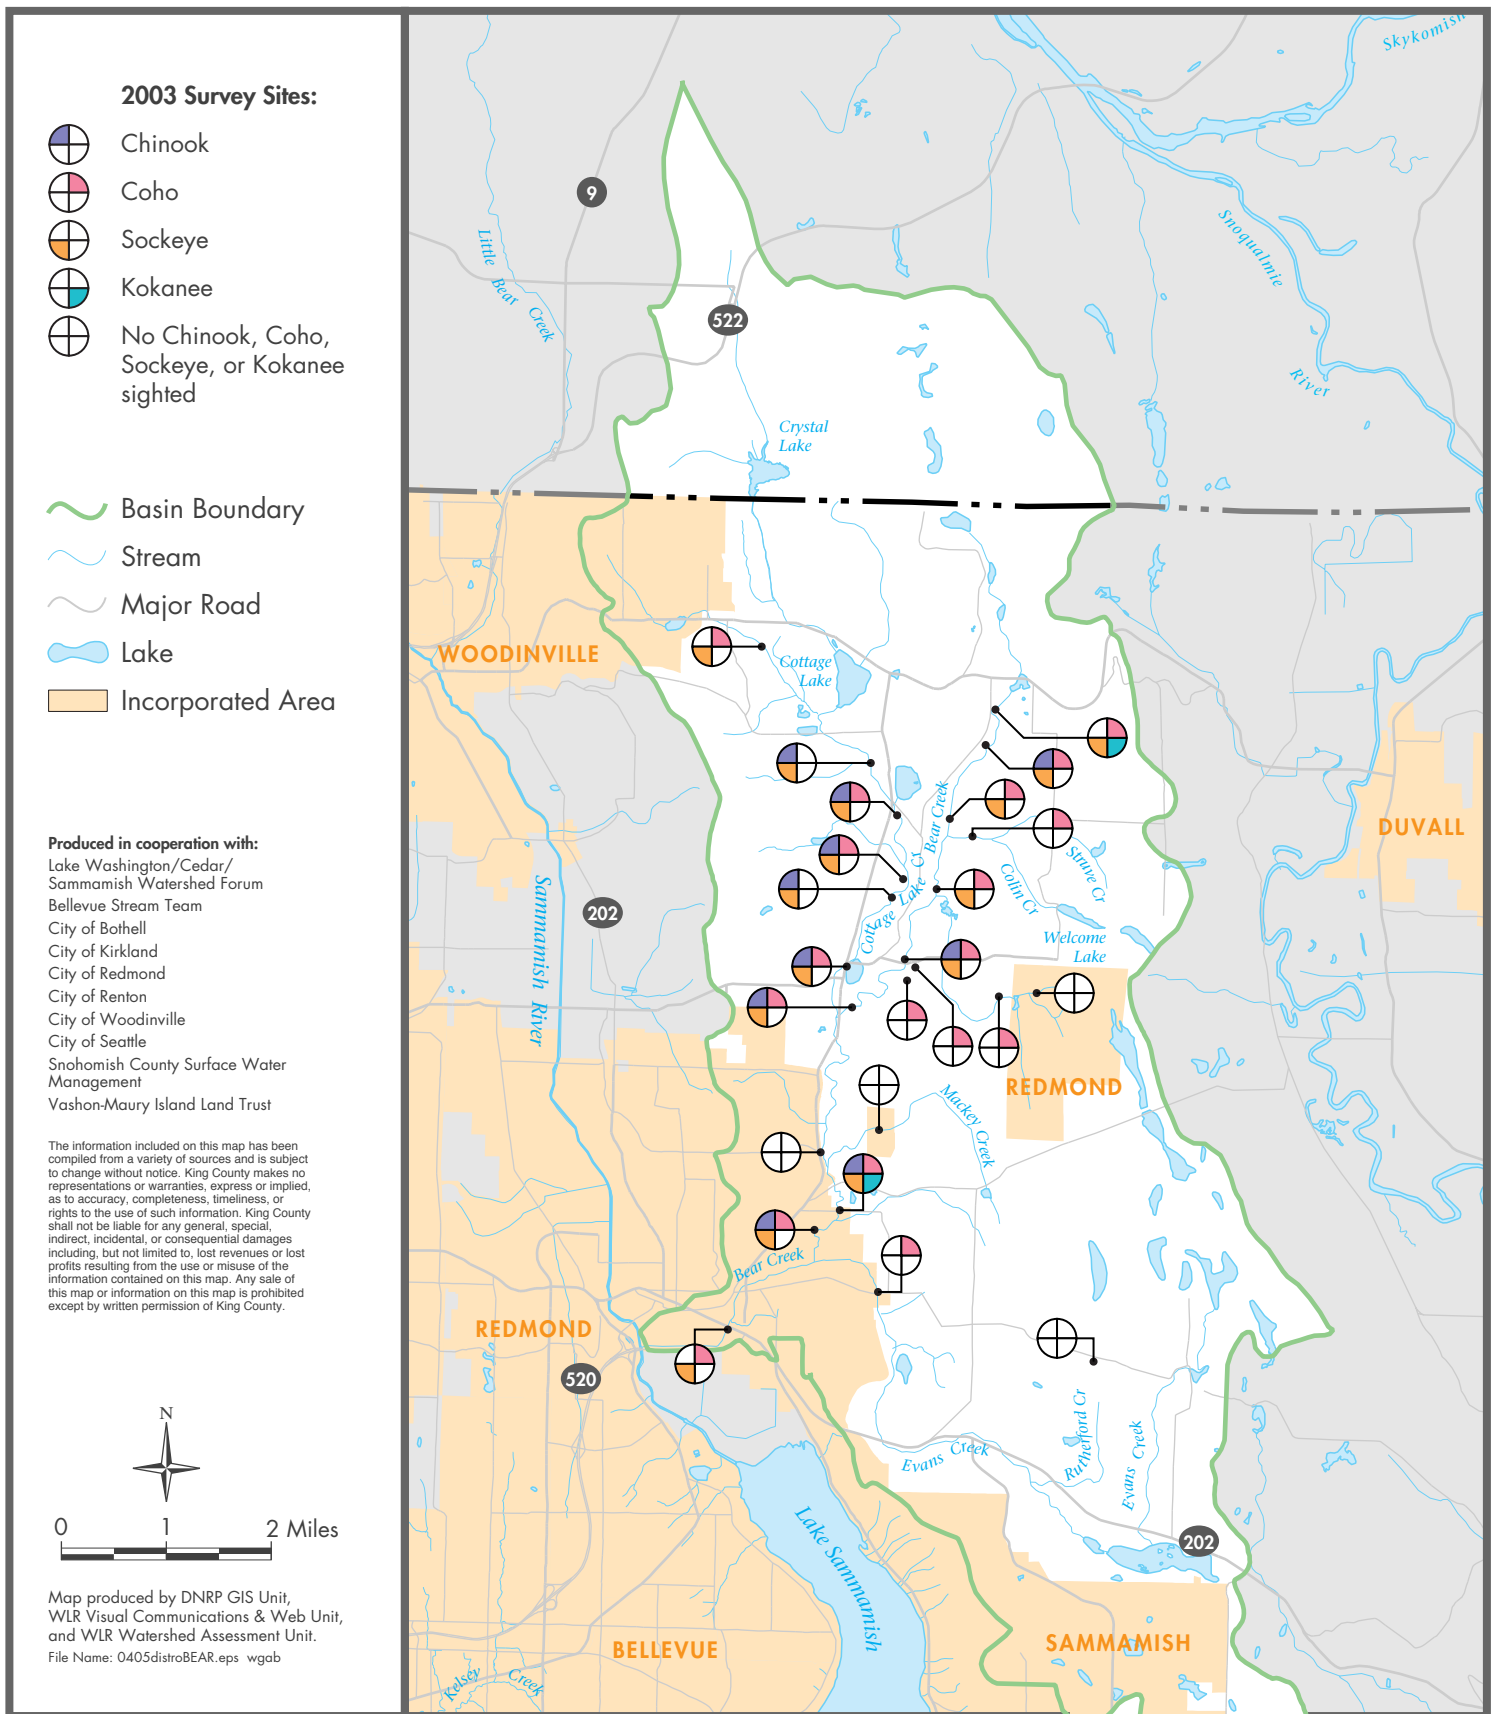 2003 Survey Sites:
Chinook
Coho
Sockeye
Kokanee
No Chinook, Coho,
Sockeye, or Kokanee
sighted
Basin Boundary
Stream
Major Road
Lake
Incorporated Area
Produced in cooperation with:
Lake Washington/Cedar/
Sammamish Watershed Forum
Bellevue Stream Team
City of Bothell
City of Kirkland
City of Redmond
City of Renton
City of Woodinville
City of Seattle
Snohomish County Surface Water
Management
Vashon-Maury Island Land Trust
The information included on this map has been
compiled from a variety of sources and is subject
to change without notice. King County makes no
representations or warranties, express or implied,
as to accuracy, completeness, timeliness, or
rights to the use of such information. King County
shall not be liable for any general, special,
indirect, incidental, or consequential damages
including, but not limited to, lost revenues or lost
profits resulting from the use or misuse of the
information contained on this map. Any sale of
this map or information on this map is prohibited
except by written permission of King County.
N
0 1 2 Miles
Map produced by DNRP GIS Unit,
WLR Visual Communications & Web Unit,
and WLR Watershed Assessment Unit.
File Name: 0405distroBEAR.eps wgab
Skykomish
9
Little Bear Creek
Snoqualmie
River
522
Crystal
Lake
WOODINVILLE
Cottage
Lake
DUVALL
Bear Creek
Struve Cr
Colin Cr
Cottage Lake Cr
Sammamish River
202
Welcome
Lake
REDMOND
Mackey Creek
Bear Creek
REDMOND
520
Rutherford Cr
Evans Creek
Evans Creek
202
Lake Sammamish
BELLEVUE
SAMMAMISH
Kelsey Creek